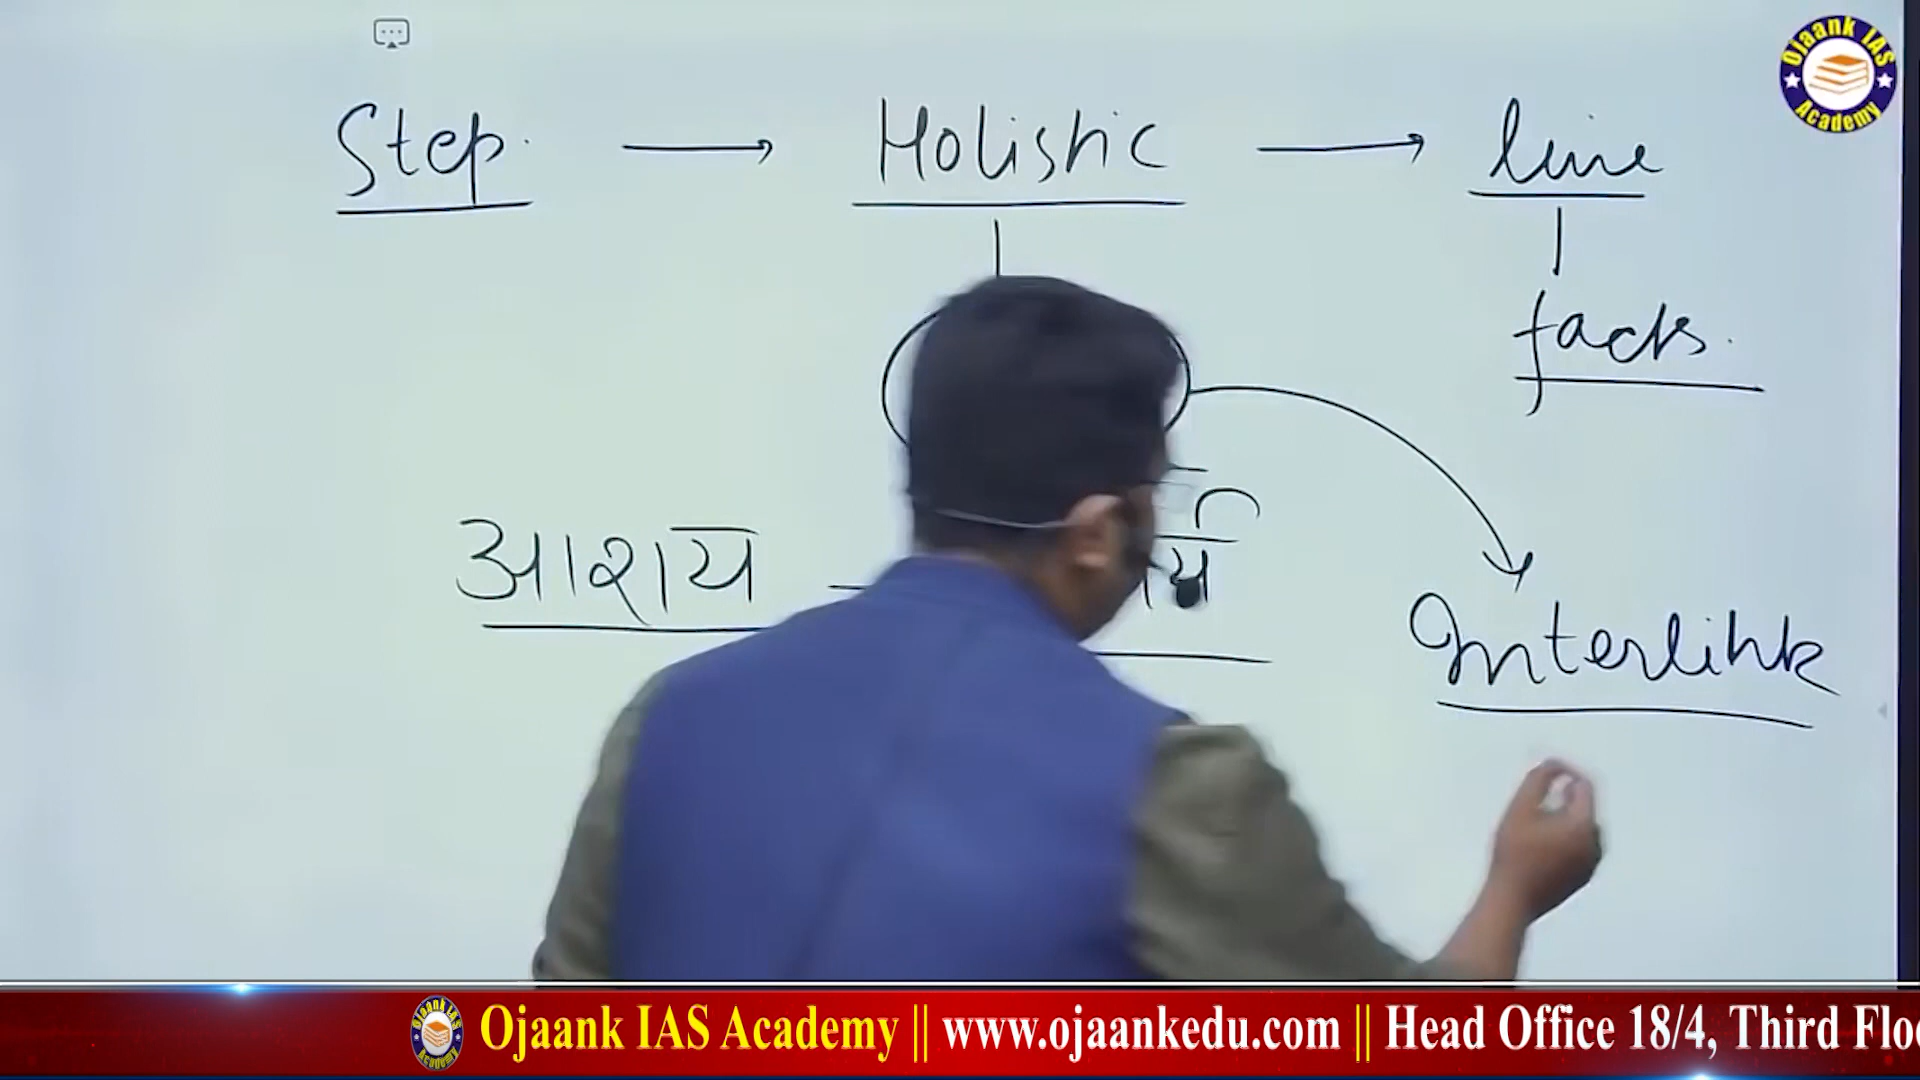 Ojaank IAS
Academy
Step. → Holistic → line
facts.
आशय
Interlink
Ojaank IAS Academy || www.ojaankedu.com || Head Office 18/4, Third